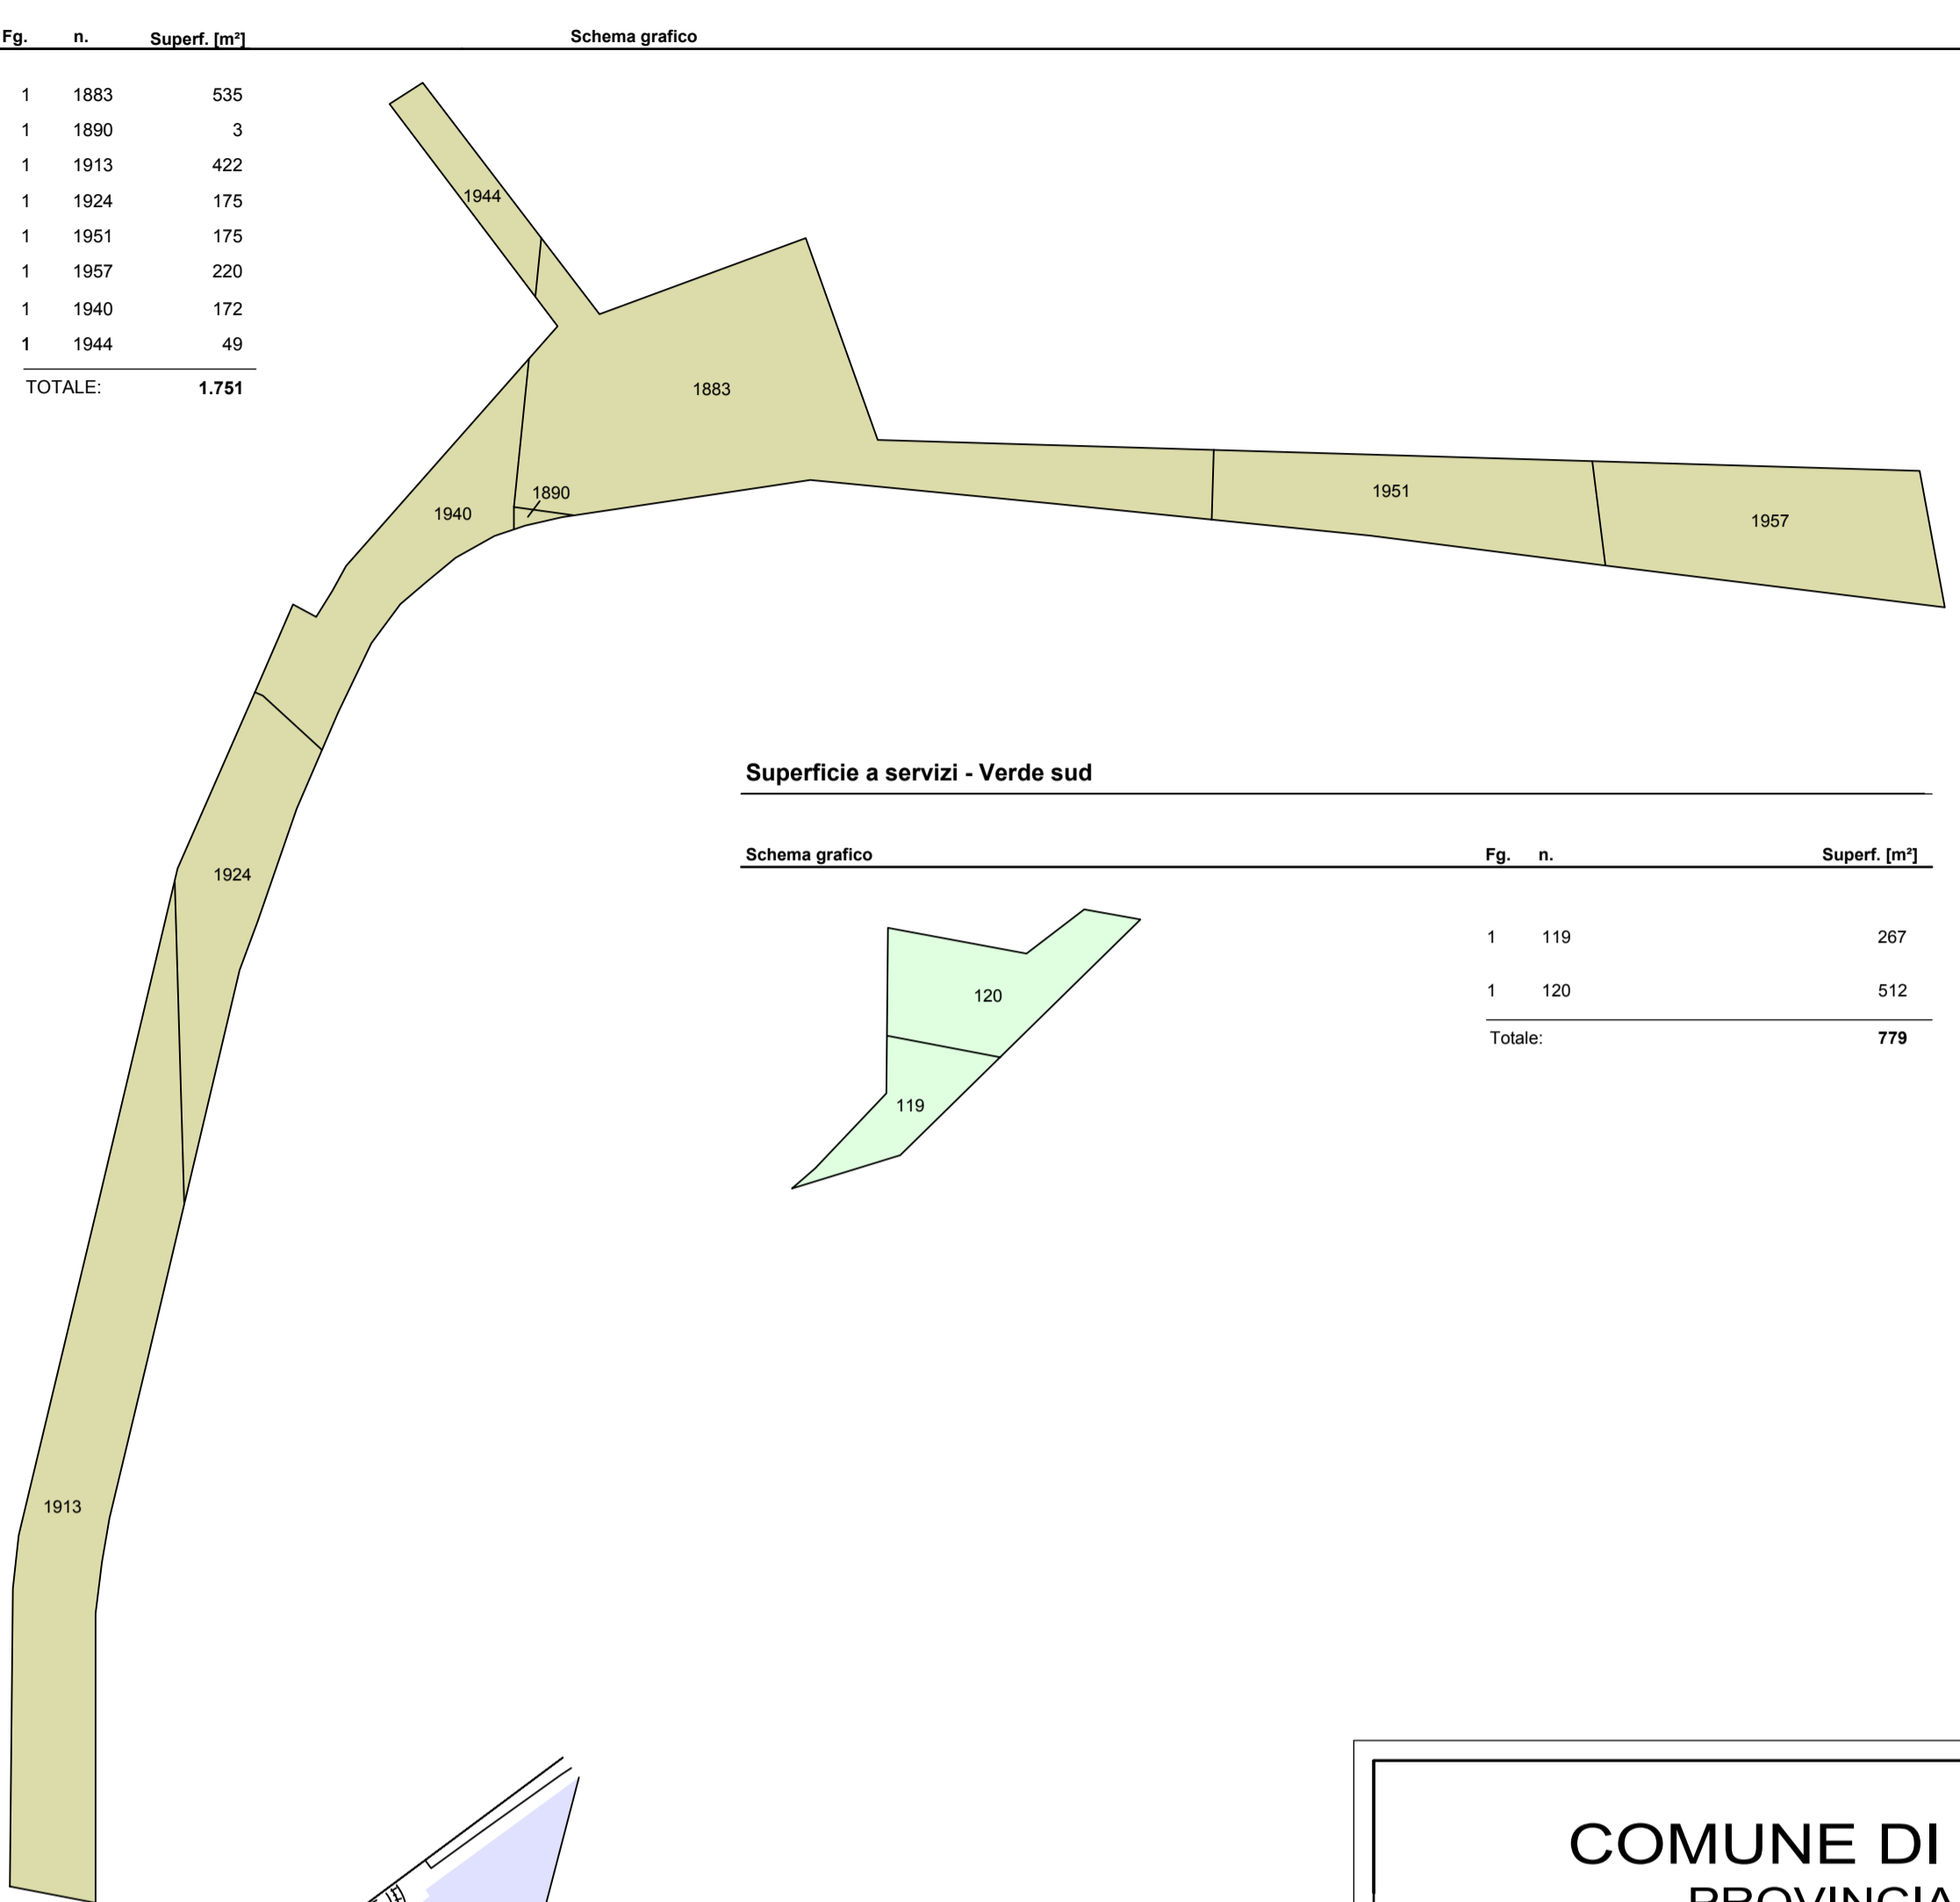 Fg. n. Superf. [m²] Schema grafico
1 1883 535
1 1890 3
1 1913 422
1 1924 175
1 1951 175
1 1957 220
1 1940 172
1 1944 49
TOTALE: 1.751
1944
1883
1890
1940
1951
1957
1924
1913
Superficie a servizi - Verde sud
Schema grafico Fg. n. Superf. [m²]
1 119 267
1 120 512
Totale: 779
120
119
COMUNE DI
PROVINCIA